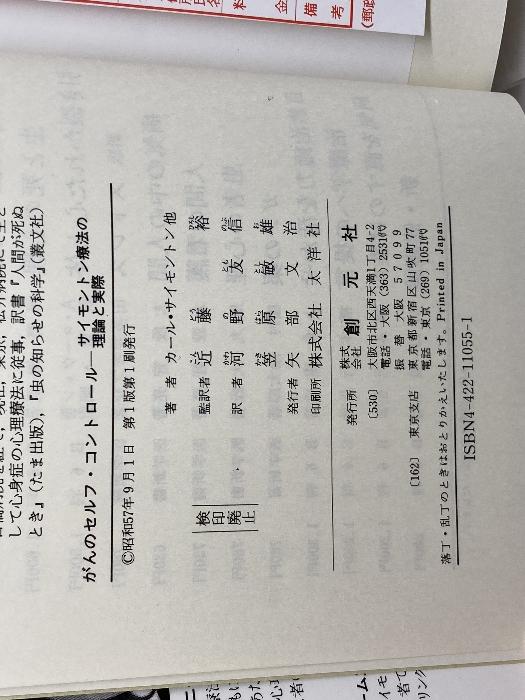 して心身症の心理療法に従事，訳書『人間が死ぬ
とき』（たま出版），『虫の知らせの科学』（叢文社）
がんのセルフ・コントロール―サイモントン療法の
理論と実際
©昭和57年9月1日　第1版第1刷発行
検印
廃止
著者　カール・サイモントン他
監訳者　近藤　裕
訳者　河野友信
笠原敏雄
発行者　矢部文治
印刷所　株式会社　太洋社
発行所　株式会社　創元社
〔530〕　大阪市北区西天満1丁目4-2
電話・大阪（363）2531㈹
振替　大阪　57099
〔162〕　東京支店　東京都新宿区山吹町77
電話・東京（269）1051㈹
落丁・乱丁のときはおとりかえいたします。Printed in Japan
ISBN4-422-11055-1
料
金
備
考
（郵政